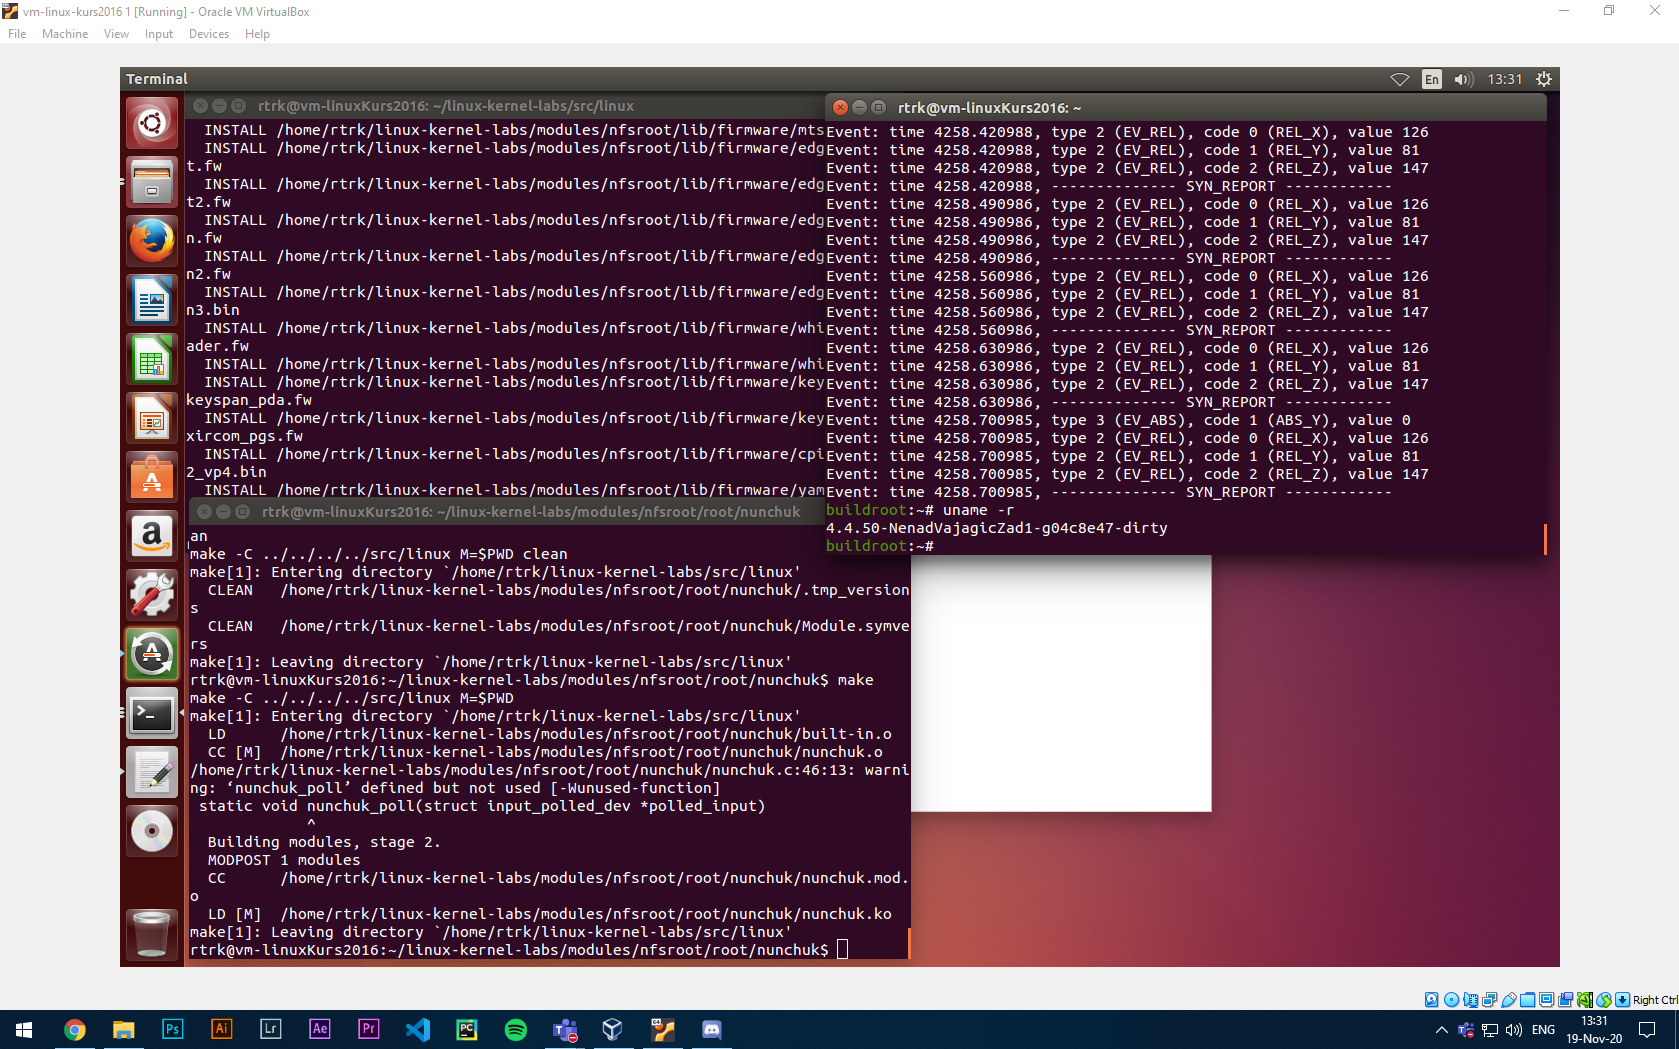 vm-linux-kurs2016 1 [Running] - Oracle VM VirtualBox
File Machine View Input Devices Help
Terminal
En
13:31
rtrk@vm-linuxKurs2016: ~/linux-kernel-labs/src/linux
INSTALL /home/rtrk/linux-kernel-labs/modules/nfsroot/lib/firmware/mts
INSTALL /home/rtrk/linux-kernel-labs/modules/nfsroot/lib/firmware/edg
t.fw
INSTALL /home/rtrk/linux-kernel-labs/modules/nfsroot/lib/firmware/edg
t2.fw
INSTALL /home/rtrk/linux-kernel-labs/modules/nfsroot/lib/firmware/edg
n.fw
INSTALL /home/rtrk/linux-kernel-labs/modules/nfsroot/lib/firmware/edg
n2.fw
INSTALL /home/rtrk/linux-kernel-labs/modules/nfsroot/lib/firmware/edg
n3.bin
INSTALL /home/rtrk/linux-kernel-labs/modules/nfsroot/lib/firmware/whi
ader.fw
INSTALL /home/rtrk/linux-kernel-labs/modules/nfsroot/lib/firmware/whi
INSTALL /home/rtrk/linux-kernel-labs/modules/nfsroot/lib/firmware/key
keyspan_pda.fw
INSTALL /home/rtrk/linux-kernel-labs/modules/nfsroot/lib/firmware/key
xircom_pgs.fw
INSTALL /home/rtrk/linux-kernel-labs/modules/nfsroot/lib/firmware/cpi
2_vp4.bin
INSTALL /home/rtrk/linux-kernel-labs/modules/nfsroot/lib/firmware/yam
rtrk@vm-linuxKurs2016: ~
Event: time 4258.420988, type 2 (EV_REL), code 0 (REL_X), value 126
Event: time 4258.420988, type 2 (EV_REL), code 1 (REL_Y), value 81
Event: time 4258.420988, type 2 (EV_REL), code 2 (REL_Z), value 147
Event: time 4258.420988, -------------- SYN_REPORT ------------
Event: time 4258.490986, type 2 (EV_REL), code 0 (REL_X), value 126
Event: time 4258.490986, type 2 (EV_REL), code 1 (REL_Y), value 81
Event: time 4258.490986, type 2 (EV_REL), code 2 (REL_Z), value 147
Event: time 4258.490986, -------------- SYN_REPORT ------------
Event: time 4258.560986, type 2 (EV_REL), code 0 (REL_X), value 126
Event: time 4258.560986, type 2 (EV_REL), code 1 (REL_Y), value 81
Event: time 4258.560986, type 2 (EV_REL), code 2 (REL_Z), value 147
Event: time 4258.560986, -------------- SYN_REPORT ------------
Event: time 4258.630986, type 2 (EV_REL), code 0 (REL_X), value 126
Event: time 4258.630986, type 2 (EV_REL), code 1 (REL_Y), value 81
Event: time 4258.630986, type 2 (EV_REL), code 2 (REL_Z), value 147
Event: time 4258.630986, -------------- SYN_REPORT ------------
Event: time 4258.700985, type 3 (EV_ABS), code 1 (ABS_Y), value 0
Event: time 4258.700985, type 2 (EV_REL), code 0 (REL_X), value 126
Event: time 4258.700985, type 2 (EV_REL), code 1 (REL_Y), value 81
Event: time 4258.700985, type 2 (EV_REL), code 2 (REL_Z), value 147
Event: time 4258.700985, -------------- SYN_REPORT ------------
buildroot:~# uname -r
4.4.50-NenadVajagicZad1-g04c8e47-dirty
buildroot:~#
rtrk@vm-linuxKurs2016: ~/linux-kernel-labs/modules/nfsroot/root/nunchuk
an
make -C ../../../../src/linux M=$PWD clean
make[1]: Entering directory `/home/rtrk/linux-kernel-labs/src/linux'
CLEAN /home/rtrk/linux-kernel-labs/modules/nfsroot/root/nunchuk/.tmp_version
s
CLEAN /home/rtrk/linux-kernel-labs/modules/nfsroot/root/nunchuk/Module.symve
rs
make[1]: Leaving directory `/home/rtrk/linux-kernel-labs/src/linux'
rtrk@vm-linuxKurs2016:~/linux-kernel-labs/modules/nfsroot/root/nunchuk$ make
make -C ../../../../src/linux M=$PWD
make[1]: Entering directory `/home/rtrk/linux-kernel-labs/src/linux'
LD /home/rtrk/linux-kernel-labs/modules/nfsroot/root/nunchuk/built-in.o
CC [M] /home/rtrk/linux-kernel-labs/modules/nfsroot/root/nunchuk/nunchuk.o
/home/rtrk/linux-kernel-labs/modules/nfsroot/root/nunchuk/nunchuk.c:46:13: warni
ng: ‘nunchuk_poll’ defined but not used [-Wunused-function]
static void nunchuk_poll(struct input_polled_dev *polled_input)
^
Building modules, stage 2.
MODPOST 1 modules
CC /home/rtrk/linux-kernel-labs/modules/nfsroot/root/nunchuk/nunchuk.mod.
o
LD [M] /home/rtrk/linux-kernel-labs/modules/nfsroot/root/nunchuk/nunchuk.ko
make[1]: Leaving directory `/home/rtrk/linux-kernel-labs/src/linux'
rtrk@vm-linuxKurs2016:~/linux-kernel-labs/modules/nfsroot/root/nunchuk$
Right Ctrl
Ps Ai Lr Ae Pr PC
ENG
13:31
19-Nov-20